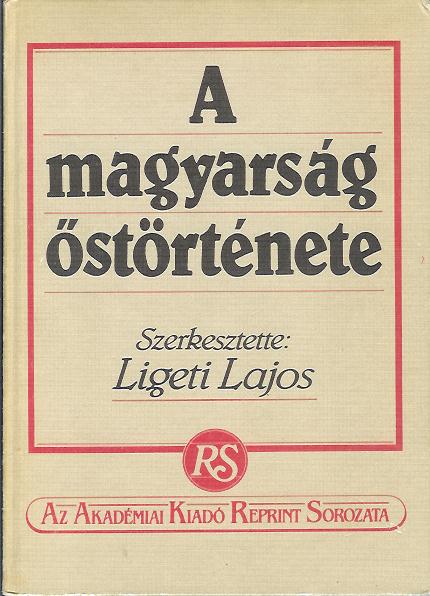 A
magyarság
őstörténete
Szerkesztette:
Ligeti Lajos
RS
Az Akadémiai Kiadó Reprint Sorozata